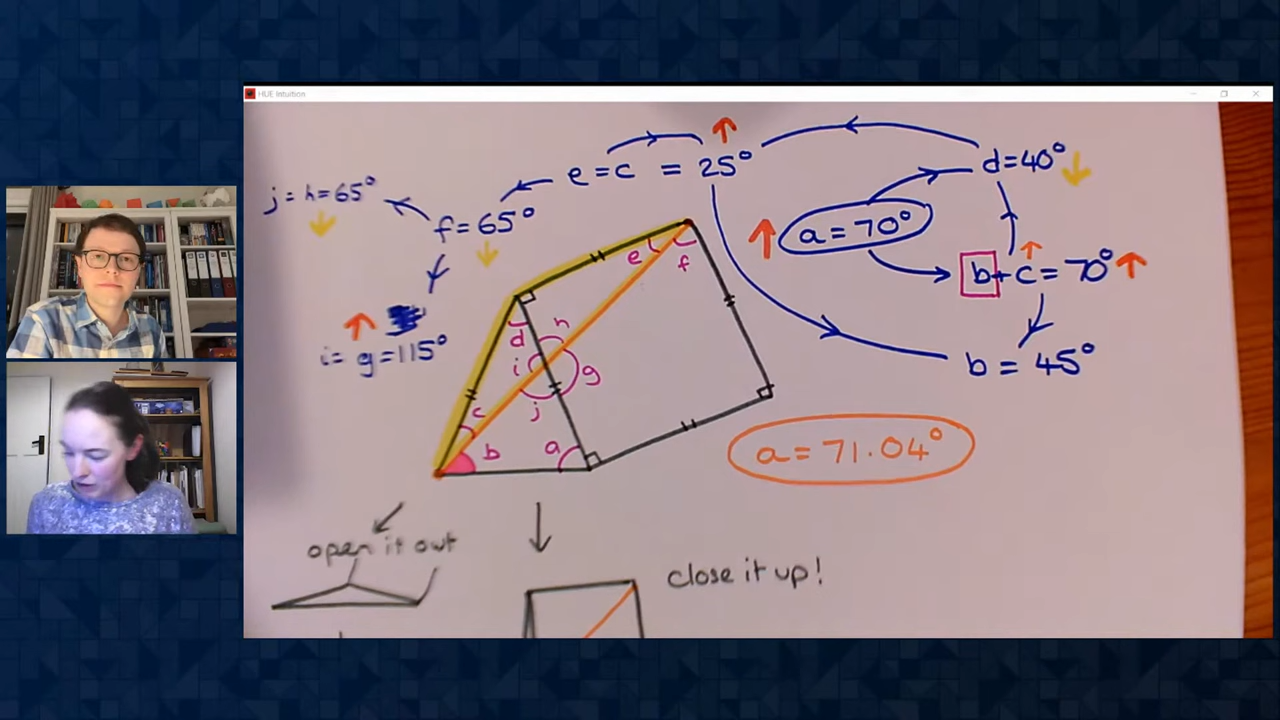 HUE Intuition
e = c = 25°
d = 40°
j = h = 65°
f = 65°
a = 70°
b + c = 70°
i = g = 115°
b = 45°
e
f
d
h
i
g
j
c
b
a
a = 71.04°
open it out
close it up!